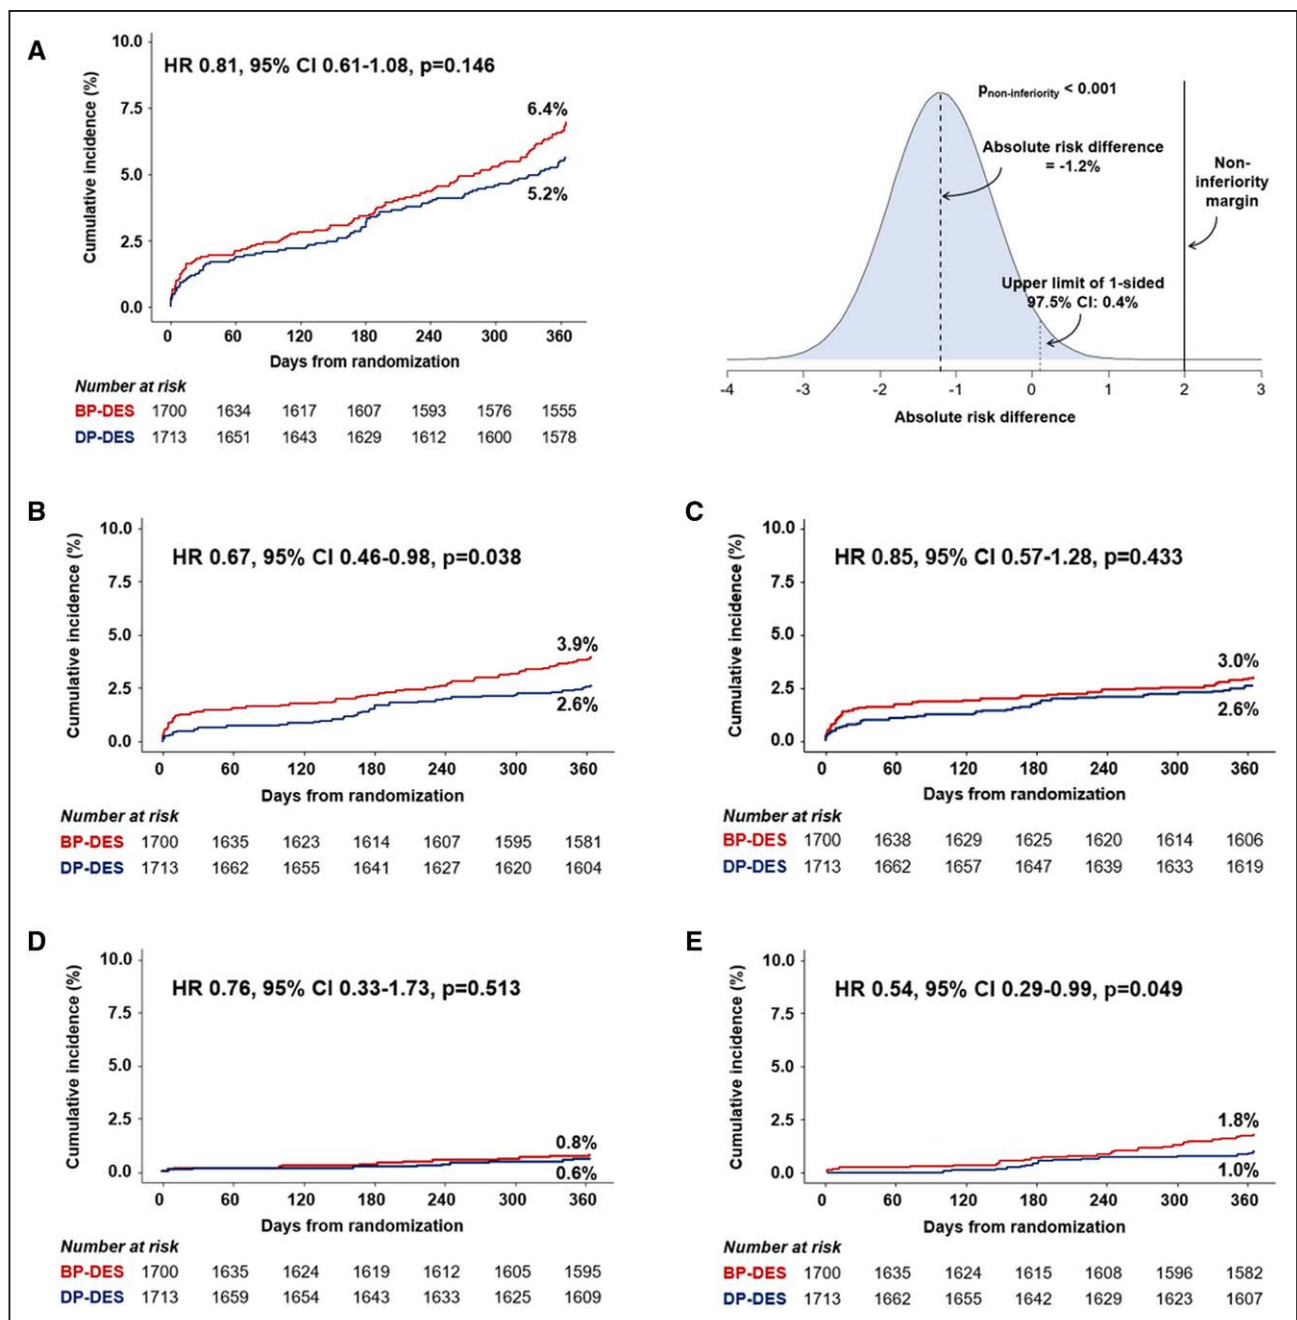 A
HR 0.81, 95% CI 0.61-1.08, p=0.146
Cumulative incidence (%)
10.0
7.5
5.0
2.5
0.0
6.4%
5.2%
0 60 120 180 240 300 360
Days from randomization
Number at risk
BP-DES 1700 1634 1617 1607 1593 1576 1555
DP-DES 1713 1651 1643 1629 1612 1600 1578
pnon-inferiority < 0.001
Absolute risk difference
= -1.2%
Non-
inferiority
margin
Upper limit of 1-sided
97.5% CI: 0.4%
-4 -3 -2 -1 0 1 2 3
Absolute risk difference
B
HR 0.67, 95% CI 0.46-0.98, p=0.038
Cumulative incidence (%)
10.0
7.5
5.0
2.5
0.0
3.9%
2.6%
0 60 120 180 240 300 360
Days from randomization
Number at risk
BP-DES 1700 1635 1623 1614 1607 1595 1581
DP-DES 1713 1662 1655 1641 1627 1620 1604
C
HR 0.85, 95% CI 0.57-1.28, p=0.433
Cumulative incidence (%)
10.0
7.5
5.0
2.5
0.0
3.0%
2.6%
0 60 120 180 240 300 360
Days from randomization
Number at risk
BP-DES 1700 1638 1629 1625 1620 1614 1606
DP-DES 1713 1662 1657 1647 1639 1633 1619
D
HR 0.76, 95% CI 0.33-1.73, p=0.513
Cumulative incidence (%)
10.0
7.5
5.0
2.5
0.0
0.8%
0.6%
0 60 120 180 240 300 360
Days from randomization
Number at risk
BP-DES 1700 1635 1624 1619 1612 1605 1595
DP-DES 1713 1659 1654 1643 1633 1625 1609
E
HR 0.54, 95% CI 0.29-0.99, p=0.049
Cumulative incidence (%)
10.0
7.5
5.0
2.5
0.0
1.8%
1.0%
0 60 120 180 240 300 360
Days from randomization
Number at risk
BP-DES 1700 1635 1624 1615 1608 1596 1582
DP-DES 1713 1662 1655 1642 1629 1623 1607